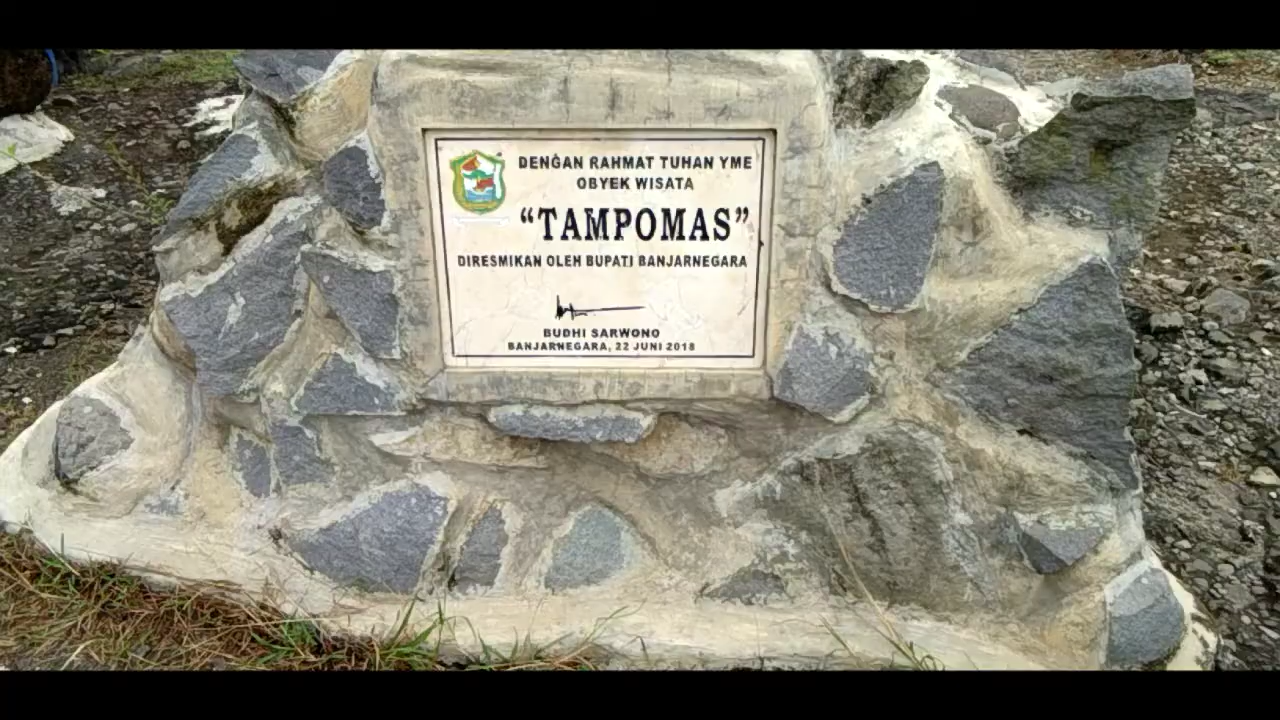 DENGAN RAHMAT TUHAN YME
OBYEK WISATA
“TAMPOMAS”
DIRESMIKAN OLEH BUPATI BANJARNEGARA
BUDHI SARWONO
BANJARNEGARA, 22 JUNI 2018